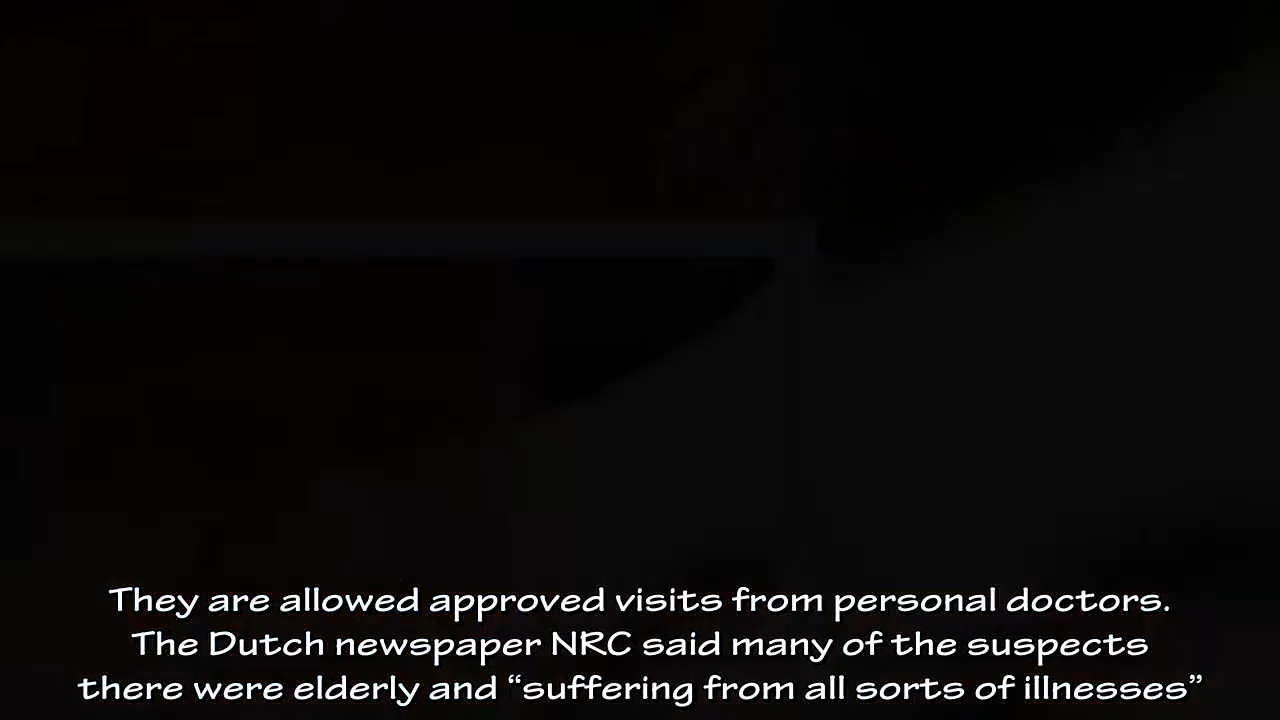 They are allowed approved visits from personal doctors.
The Dutch newspaper NRC said many of the suspects
there were elderly and “suffering from all sorts of illnesses”